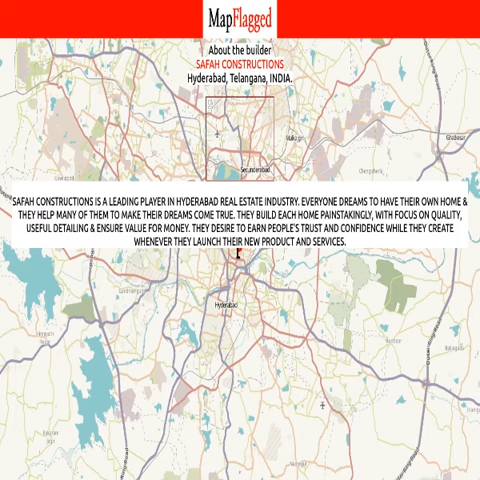 MapFlagged
About the builder
SAFAH CONSTRUCTIONS
Hyderabad, Telangana, INDIA.
Secunderabad
SAFAH CONSTRUCTIONS IS A LEADING PLAYER IN HYDERABAD REAL ESTATE INDUSTRY. EVERYONE DREAMS TO HAVE THEIR OWN HOME &
THEY HELP MANY OF THEM TO MAKE THEIR DREAMS COME TRUE. THEY BUILD EACH HOME PAINSTAKINGLY, WITH FOCUS ON QUALITY,
USEFUL DETAILING & ENSURE VALUE FOR MONEY. THEY DESIRE TO EARN PEOPLE'S TRUST AND CONFIDENCE WHILE THEY CREATE
WHENEVER THEY LAUNCH THEIR NEW PRODUCT AND SERVICES.
Hyderabad